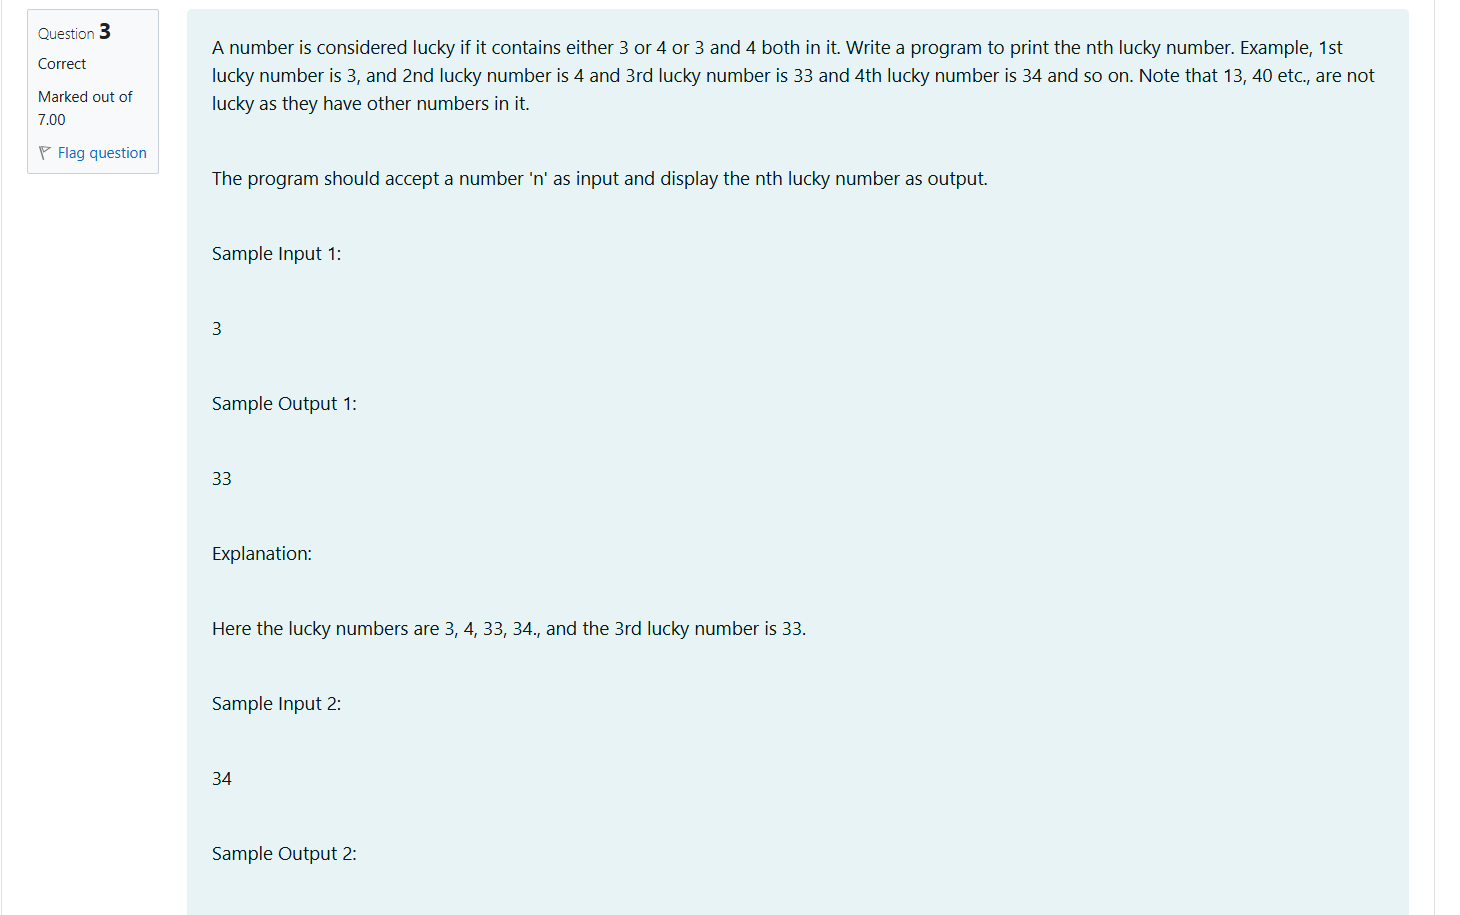 Question 3
Correct
Marked out of
7.00
Flag question
A number is considered lucky if it contains either 3 or 4 or 3 and 4 both in it. Write a program to print the nth lucky number. Example, 1st
lucky number is 3, and 2nd lucky number is 4 and 3rd lucky number is 33 and 4th lucky number is 34 and so on. Note that 13, 40 etc., are not
lucky as they have other numbers in it.
The program should accept a number 'n' as input and display the nth lucky number as output.
Sample Input 1:
3
Sample Output 1:
33
Explanation:
Here the lucky numbers are 3, 4, 33, 34., and the 3rd lucky number is 33.
Sample Input 2:
34
Sample Output 2: